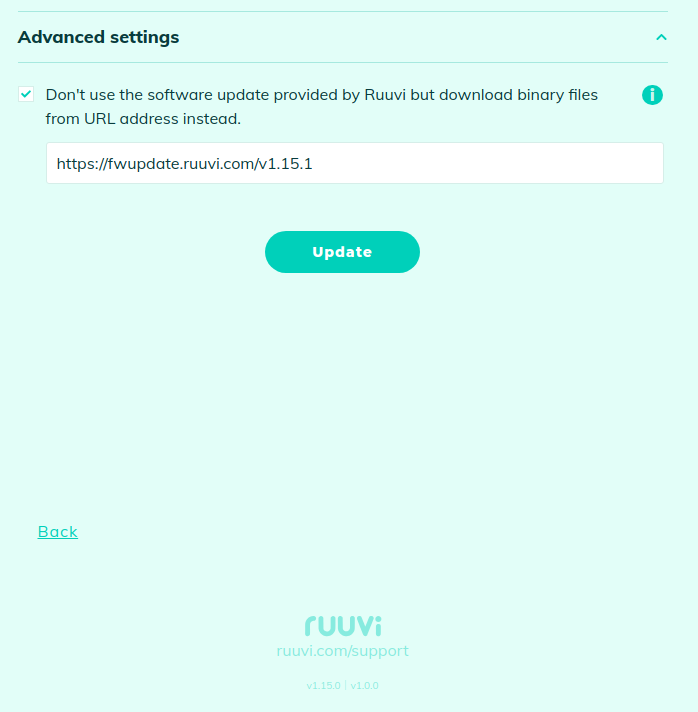 Advanced settings
Don't use the software update provided by Ruuvi but download binary files
from URL address instead.
https://fwupdate.ruuvi.com/v1.15.1
Update
Back
ruuvi
ruuvi.com/support
v1.15.0 | v1.0.0